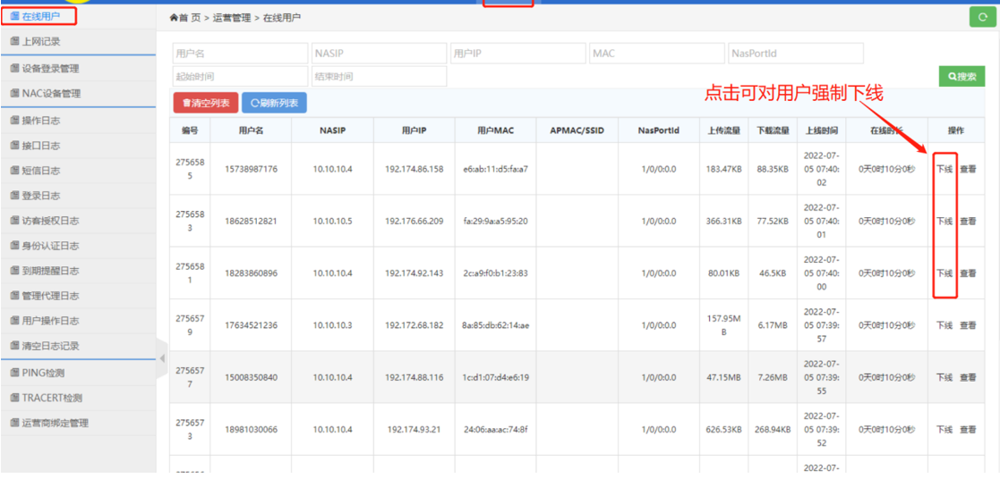 在线用户
上网记录
设备登录管理
NAC设备管理
操作日志
接口日志
短信日志
登录日志
访客授权日志
身份认证日志
到期提醒日志
管理代理日志
用户操作日志
清空日志记录
PING检测
TRACERT检测
运营商绑定管理
首 页 > 运营管理 > 在线用户
用户名 NASIP 用户IP MAC NasPortId
起始时间 结束时间 搜索
清空列表 刷新列表
点击可对用户强制下线
编号 用户名 NASIP 用户IP 用户MAC APMAC/SSID NasPortId 上传流量 下载流量 上线时间 在线时长 操作
2756585 15738987176 10.10.10.4 192.174.86.158 e6:ab:11:d5:fa:a7 1/0/0:0.0 183.47KB 88.35KB 2022-07-05 07:40:02 0天0时10分0秒 下线 查看
2756583 18628512821 10.10.10.5 192.176.66.209 fa:29:9a:a5:95:20 1/0/0:0.0 366.31KB 77.52KB 2022-07-05 07:40:01 0天0时10分0秒 下线 查看
2756581 18283860896 10.10.10.4 192.174.92.143 2c:a9:f0:b1:23:83 1/0/0:0.0 80.01KB 46.5KB 2022-07-05 07:40:00 0天0时10分0秒 下线 查看
2756579 17634521236 10.10.10.3 192.172.68.182 8a:85:db:62:14:ae 1/0/0:0.0 157.95MB 6.17MB 2022-07-05 07:39:57 0天0时10分0秒 下线 查看
2756577 15008350840 10.10.10.4 192.174.88.116 1c:d1:07:d4:e6:19 1/0/0:0.0 47.15MB 7.26MB 2022-07-05 07:39:55 0天0时10分0秒 下线 查看
2756573 18981030066 10.10.10.4 192.174.93.21 24:06:aa:ac:74:8f 1/0/0:0.0 626.53KB 268.94KB 2022-07-05 07:39:52 0天0时10分0秒 下线 查看
2022-07-